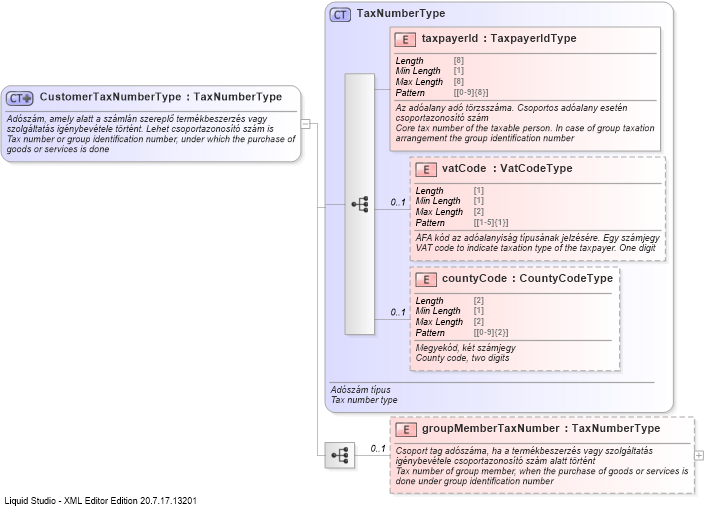 CT TaxNumberType
E taxpayerId : TaxpayerIdType
Length [8]
Min Length [1]
Max Length [8]
Pattern [[0-9]{8}]
Az adóalany adó törzsszáma. Csoportos adóalany esetén
csoportazonosító szám
Core tax number of the taxable person. In case of group taxation
arrangement the group identification number
CT CustomerTaxNumberType : TaxNumberType
Adószám, amely alatt a számlán szereplő termékbeszerzés vagy
szolgáltatás igénybevétele történt. Lehet csoportazonosító szám is
Tax number or group identification number, under which the purchase of
goods or services is done
0..1
E vatCode : VatCodeType
Length [1]
Min Length [1]
Max Length [2]
Pattern [[1-5]{1}]
ÁFA kód az adóalanyiság típusának jelzésére. Egy számjegy
VAT code to indicate taxation type of the taxpayer. One digit
0..1
E countyCode : CountyCodeType
Length [2]
Min Length [1]
Max Length [2]
Pattern [[0-9]{2}]
Megyekód, két számjegy
County code, two digits
Adószám típus
Tax number type
0..1
E groupMemberTaxNumber : TaxNumberType
Csoport tag adószáma, ha a termékbeszerzés vagy szolgáltatás
igénybevétele csoportazonosító szám alatt történt
Tax number of group member, when the purchase of goods or services is
done under group identification number
Liquid Studio - XML Editor Edition 20.7.17.13201